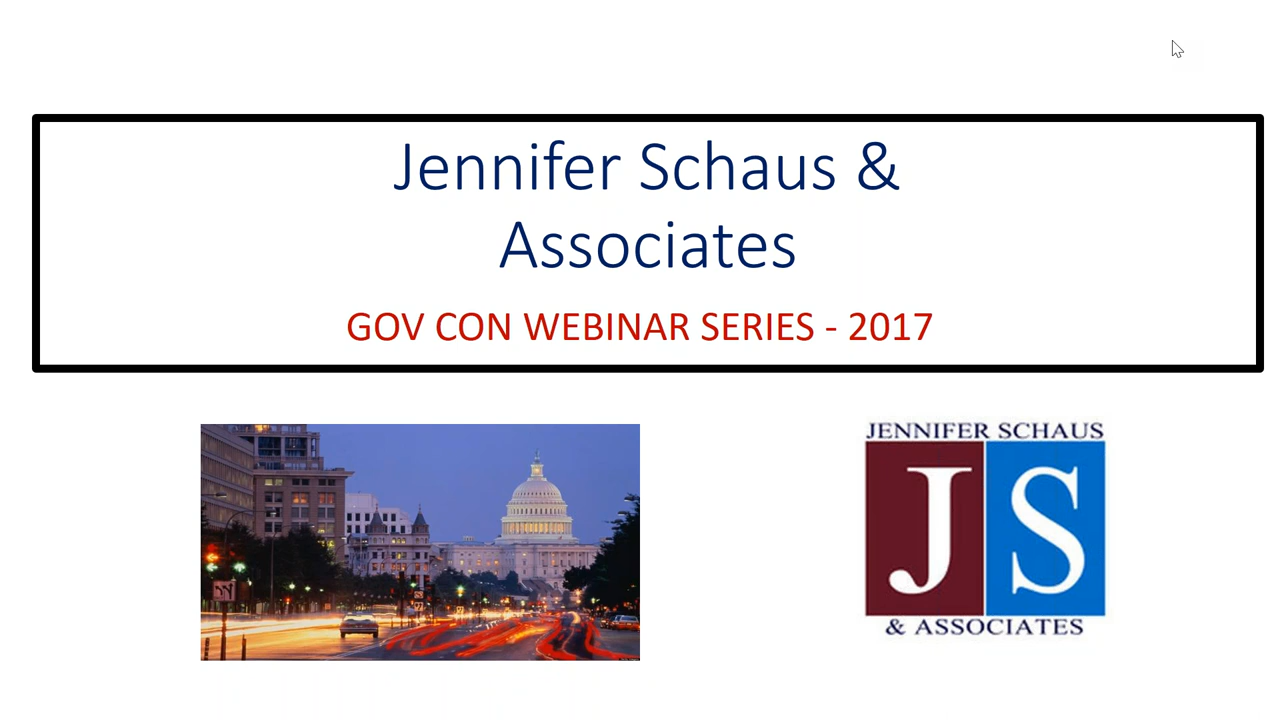 Jennifer Schaus &
Associates
GOV CON WEBINAR SERIES - 2017
JENNIFER SCHAUS
JS
& ASSOCIATES